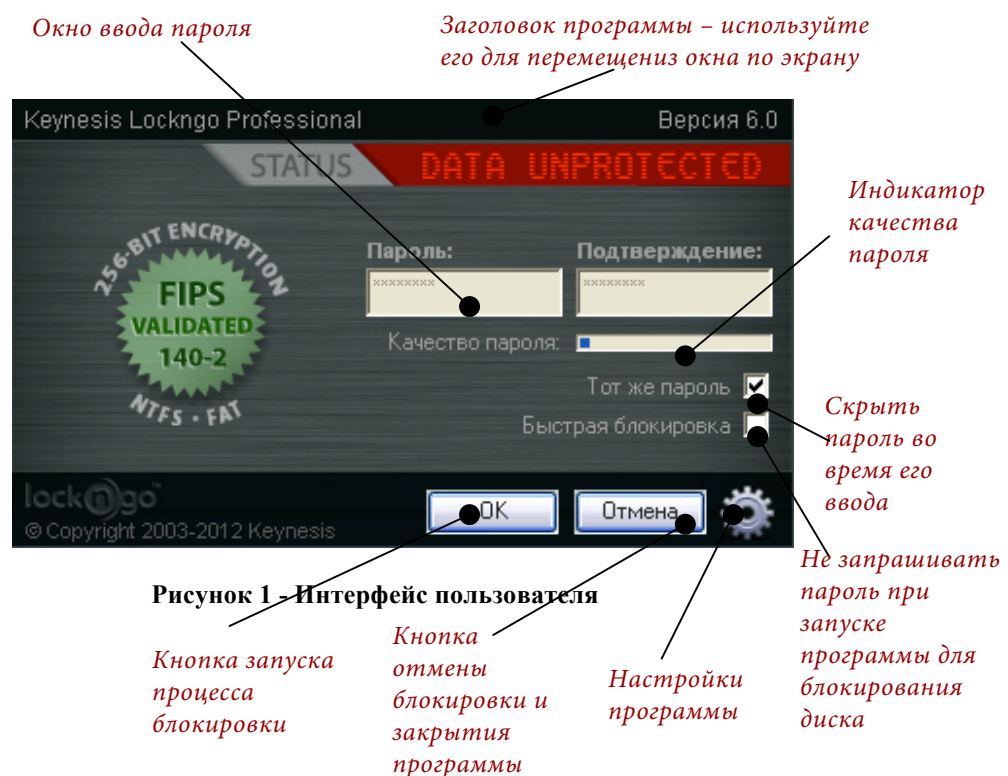 Окно ввода пароля
Заголовок программы – используйте
его для перемещениз окна по экрану
Keynesis Lockngo Professional
Версия 6.0
STATUS
DATA UNPROTECTED
Индикатор
качества
пароля
256-BIT ENCRYPTION
FIPS
VALIDATED
140-2
NTFS · FAT
Пароль:
Подтверждение:
××××××××
××××××××
Качество пароля:
Тот же пароль
Быстрая блокировка
Скрыть
пароль во
время его
ввода
lockngo™
© Copyright 2003-2012 Keynesis
OK
Отмена
Не запрашивать
пароль при
запуске
программы для
блокирования
диска
Рисунок 1 - Интерфейс пользователя
Кнопка запуска
процесса
блокировки
Кнопка
отмены
блокировки и
закрытия
программы
Настройки
программы